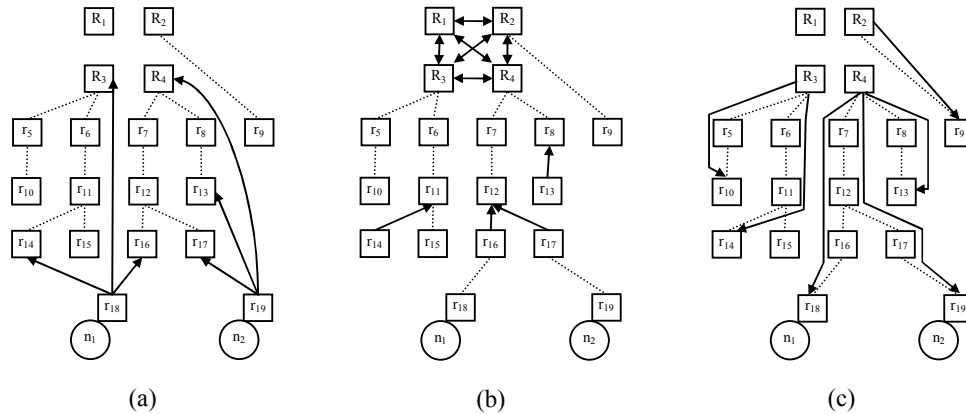 R1 R2
R3 R4
r5 r6 r7 r8 r9
r10 r11 r12 r13
r14 r15 r16 r17
r18 r19
n1 n2
(a)
R1 R2
R3 R4
r5 r6 r7 r8 r9
r10 r11 r12 r13
r14 r15 r16 r17
r18 r19
n1 n2
(b)
R1 R2
R3 R4
r5 r6 r7 r8 r9
r10 r11 r12 r13
r14 r15 r16 r17
r18 r19
n1 n2
(c)